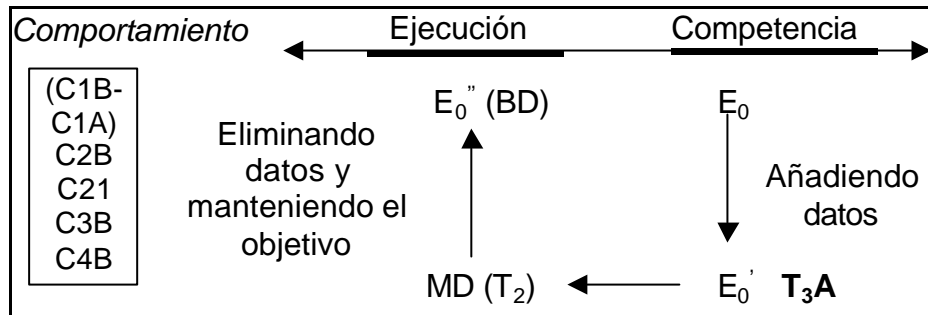 Comportamiento
Ejecución
Competencia
(C1B-
C1A)
C2B
C21
C3B
C4B
Eliminando
datos y
manteniendo el
objetivo
E₀” (BD)
E₀
Añadiendo
datos
MD (T₂)
E₀’ T₃A